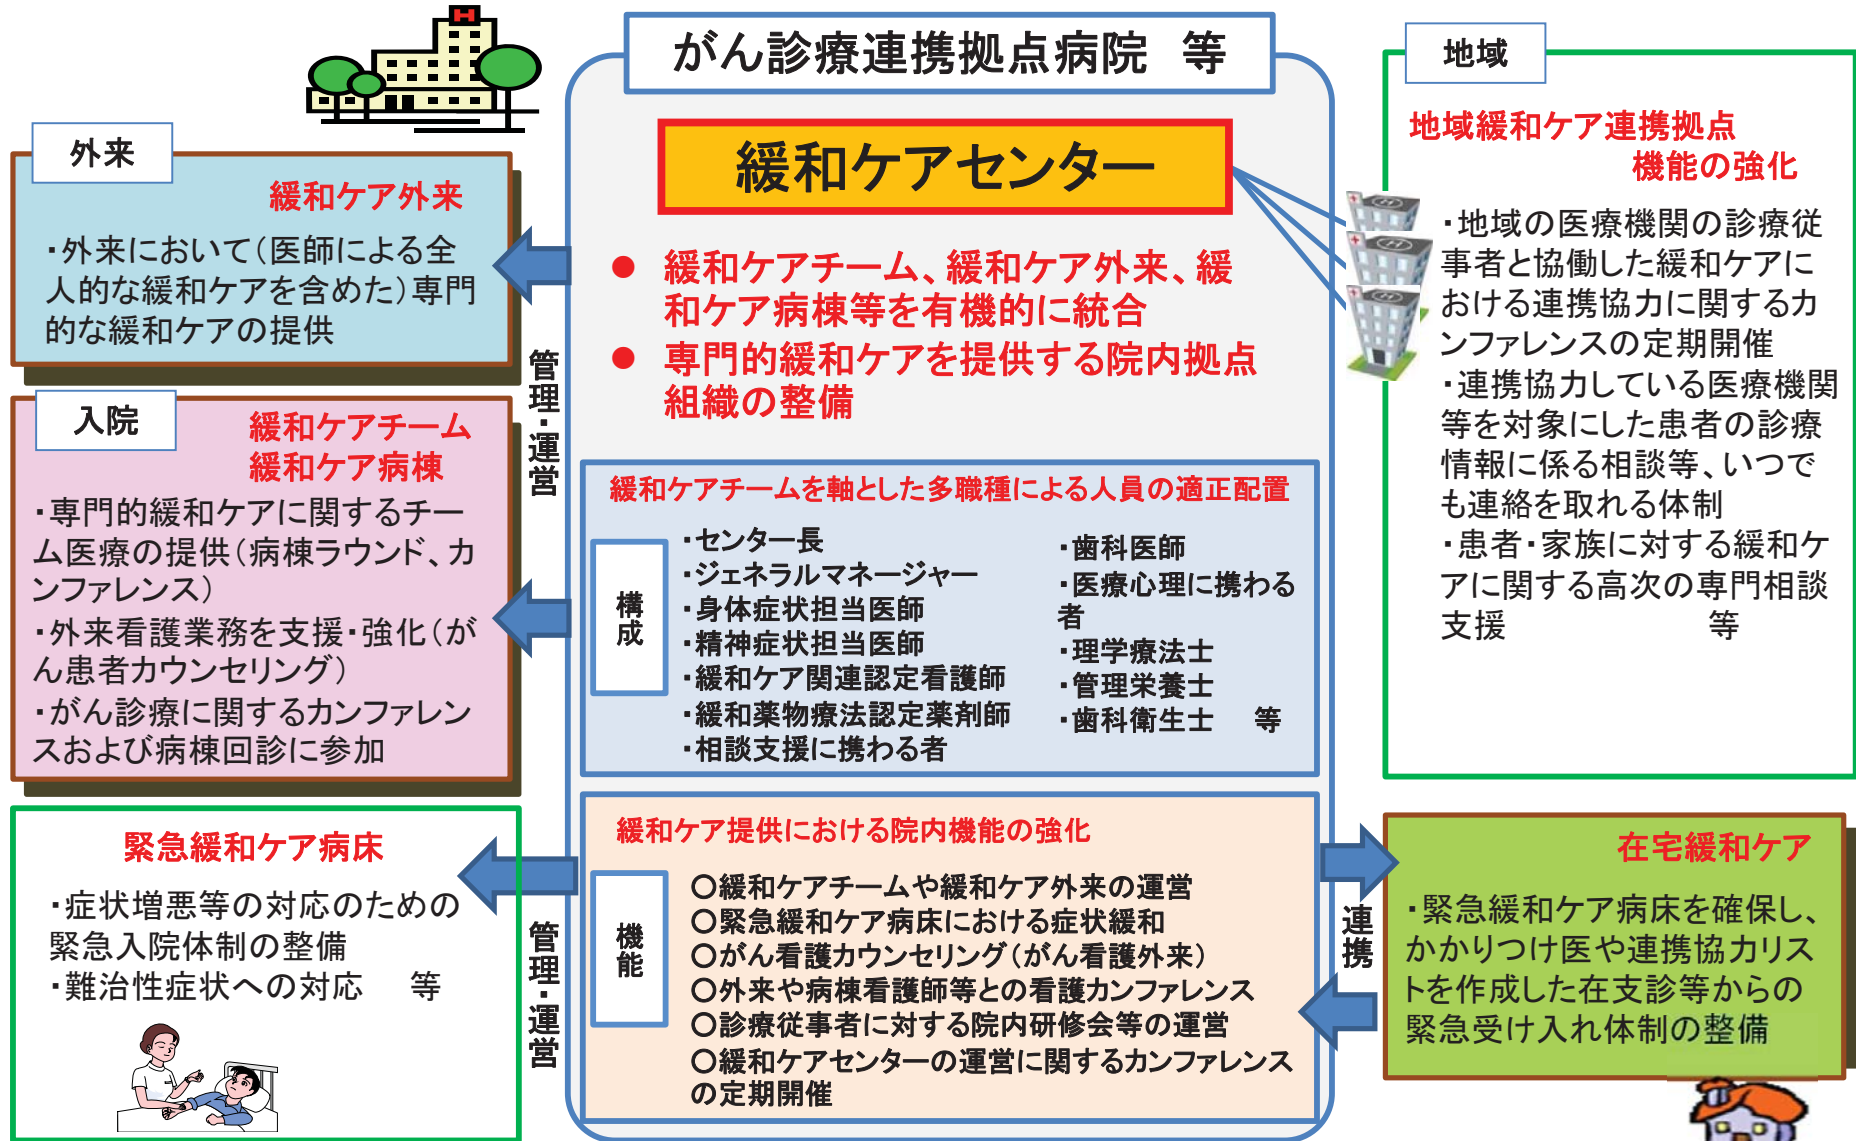 がん診療連携拠点病院 等
緩和ケアセンター
● 緩和ケアチーム、緩和ケア外来、緩
和ケア病棟等を有機的に統合
● 専門的緩和ケアを提供する院内拠点
組織の整備
外来
緩和ケア外来
・外来において(医師による全
人的な緩和ケアを含めた)専門
的な緩和ケアの提供
管理・運営
入院
緩和ケアチーム
緩和ケア病棟
・専門的緩和ケアに関するチー
ム医療の提供(病棟ラウンド、カ
ンファレンス)
・外来看護業務を支援・強化(が
ん患者カウンセリング)
・がん診療に関するカンファレン
スおよび病棟回診に参加
緊急緩和ケア病床
・症状増悪等の対応のための
緊急入院体制の整備
・難治性症状への対応 等
管理・運営
緩和ケアチームを軸とした多職種による人員の適正配置
構成
・センター長
・ジェネラルマネージャー
・身体症状担当医師
・精神症状担当医師
・緩和ケア関連認定看護師
・緩和薬物療法認定薬剤師
・相談支援に携わる者
・歯科医師
・医療心理に携わる
者
・理学療法士
・管理栄養士
・歯科衛生士 等
緩和ケア提供における院内機能の強化
機能
○緩和ケアチームや緩和ケア外来の運営
○緊急緩和ケア病床における症状緩和
○がん看護カウンセリング(がん看護外来)
○外来や病棟看護師等との看護カンファレンス
○診療従事者に対する院内研修会等の運営
○緩和ケアセンターの運営に関するカンファレンス
の定期開催
連携
地域
地域緩和ケア連携拠点
機能の強化
・地域の医療機関の診療従
事者と協働した緩和ケアに
おける連携協力に関するカ
ンファレンスの定期開催
・連携協力している医療機関
等を対象にした患者の診療
情報に係る相談等、いつで
も連絡を取れる体制
・患者・家族に対する緩和ケ
アに関する高次の専門相談
支援 等
在宅緩和ケア
・緊急緩和ケア病床を確保し、
かかりつけ医や連携協力リス
トを作成した在支診等からの
緊急受け入れ体制の整備
H